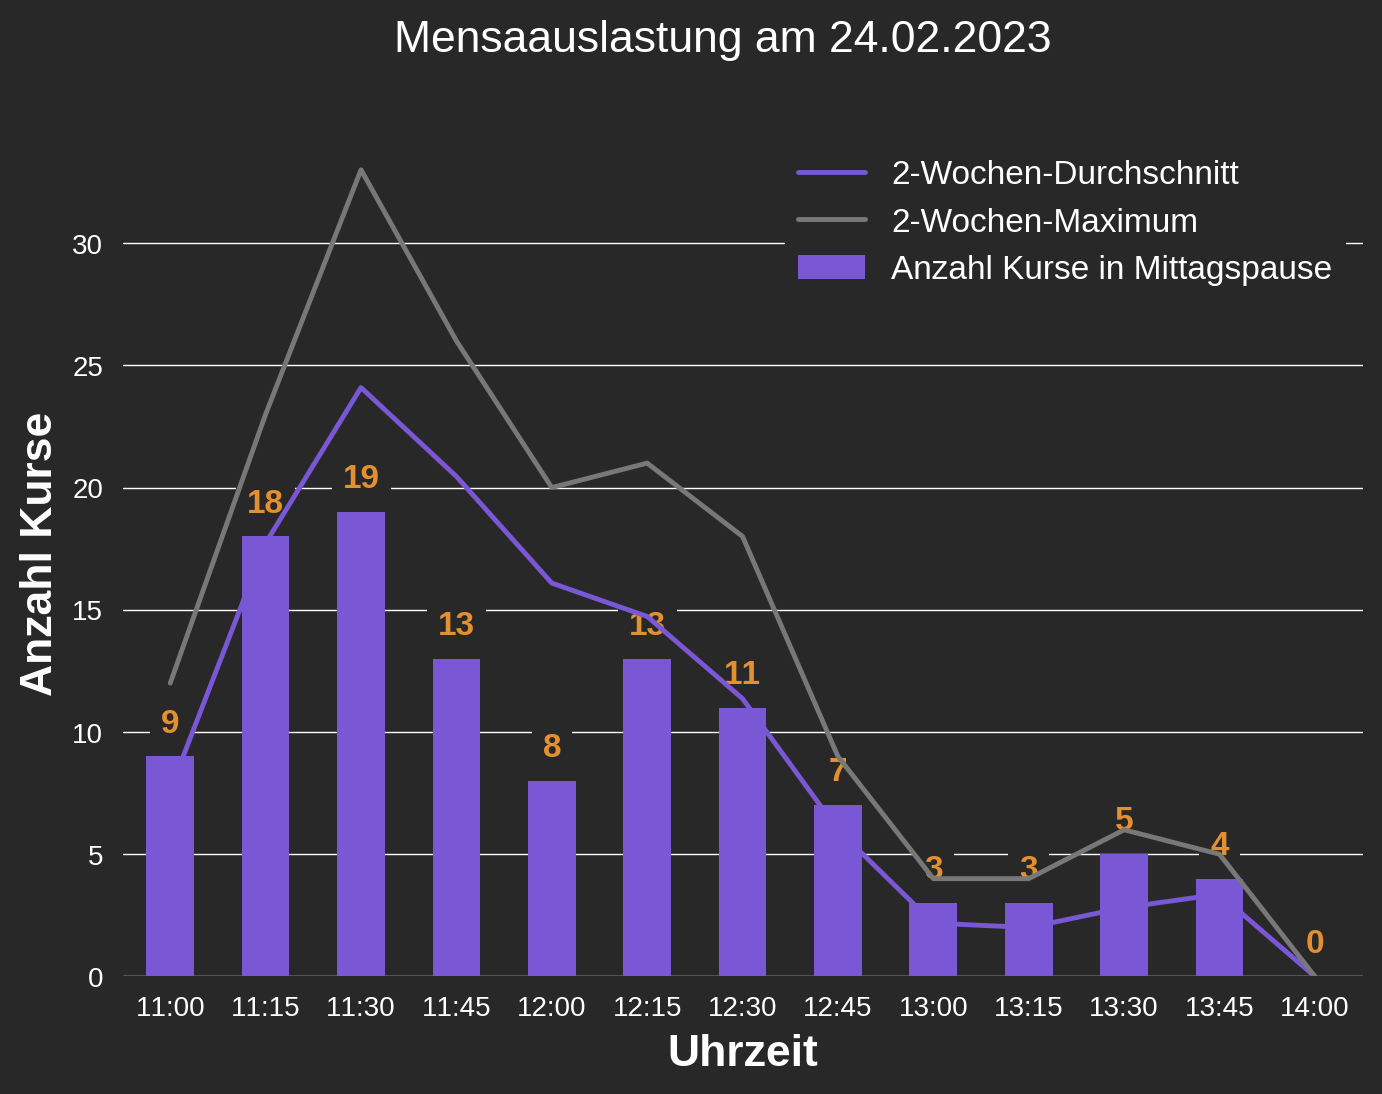 Mensaauslastung am 24.02.2023
2-Wochen-Durchschnitt
2-Wochen-Maximum
Anzahl Kurse in Mittagspause
Anzahl Kurse
30
25
20
15
10
5
0
9
18
19
13
8
13
11
7
3
3
5
4
0
11:00 11:15 11:30 11:45 12:00 12:15 12:30 12:45 13:00 13:15 13:30 13:45 14:00
Uhrzeit